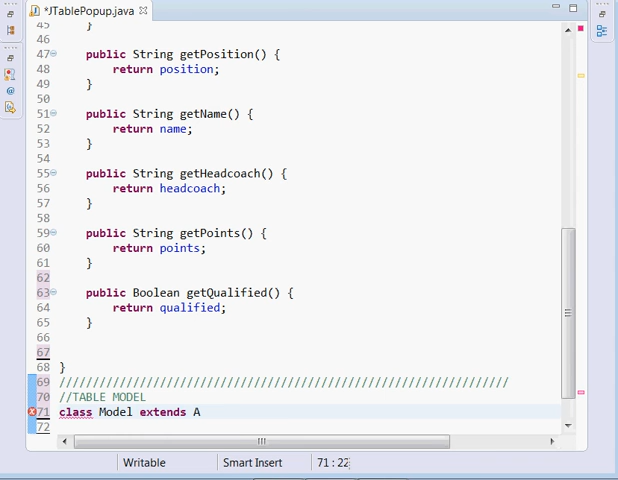 *JTablePopup.java
45 }
46
47 public String getPosition() {
48 return position;
49 }
50
51 public String getName() {
52 return name;
53 }
54
55 public String getHeadcoach() {
56 return headcoach;
57 }
58
59 public String getPoints() {
60 return points;
61 }
62
63 public Boolean getQualified() {
64 return qualified;
65 }
66
67
68 }
69 ///////////////////////////////////////////////////////////////////
70 //TABLE MODEL
71 class Model extends A
72
Writable Smart Insert 71 : 22